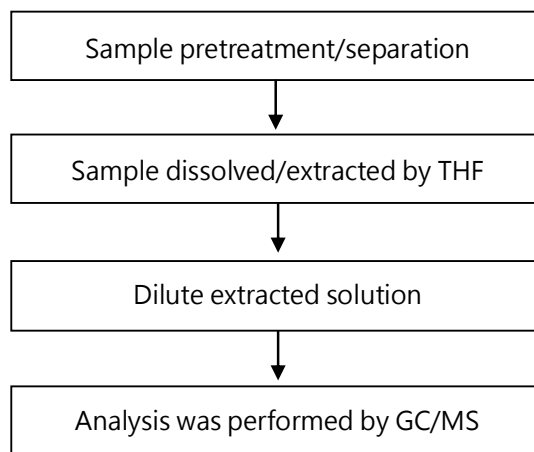 Sample pretreatment/separation
Sample dissolved/extracted by THF
Dilute extracted solution
Analysis was performed by GC/MS